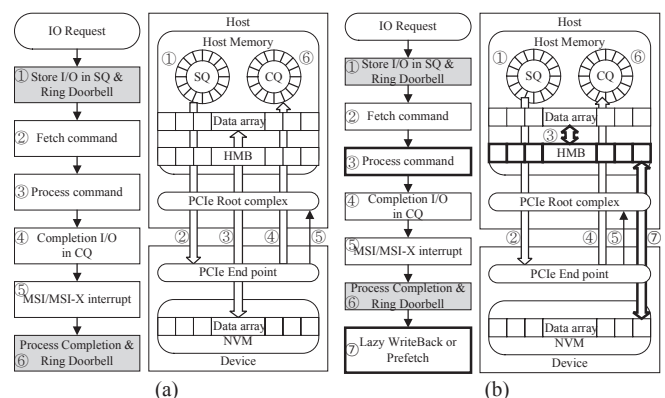 IO Request
① Store I/O in SQ &
Ring Doorbell
② Fetch command
③ Process command
④ Completion I/O
in CQ
⑤ MSI/MSI-X interrupt
Process Completion &
⑥ Ring Doorbell
Host
Host Memory
① ⑥
SQ CQ
Data array
HMB
PCIe Root complex
② ③ ④ ⑤
PCIe End point
Data array
NVM
Device
(a)
IO Request
① Store I/O in SQ &
Ring Doorbell
② Fetch command
③ Process command
④ Completion I/O
in CQ
⑤ MSI/MSI-X interrupt
Process Completion &
⑥ Ring Doorbell
⑦ Lazy WriteBack or
Prefetch
Host
Host Memory
① ⑥
SQ CQ
Data array
③
HMB
PCIe Root complex
② ④ ⑤ ⑦
PCIe End point
Data array
NVM
Device
(b)